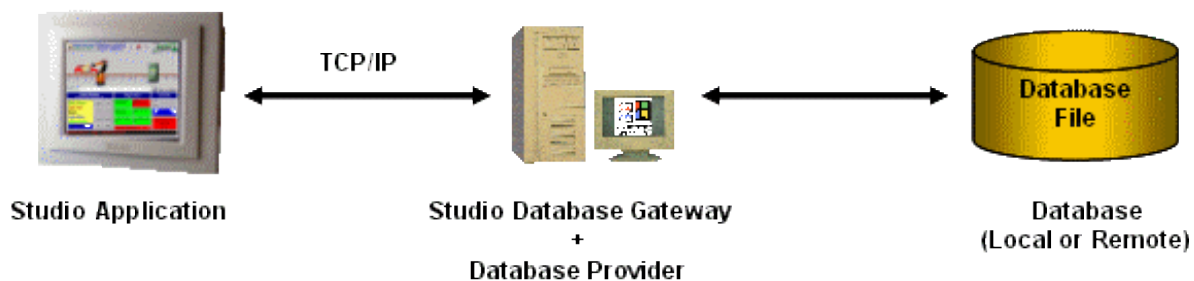 TCP/IP
Database
File
Studio Application
Studio Database Gateway
+
Database Provider
Database
(Local or Remote)